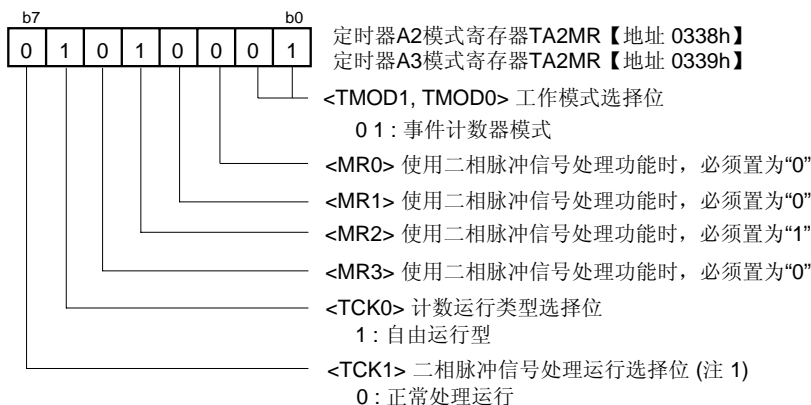 b7 b0
0 1 0 1 0 0 0 1
定时器A2模式寄存器TA2MR【地址 0338h】
定时器A3模式寄存器TA2MR【地址 0339h】
<TMOD1, TMOD0> 工作模式选择位
0 1 : 事件计数器模式
<MR0> 使用二相脉冲信号处理功能时，必须置为“0”
<MR1> 使用二相脉冲信号处理功能时，必须置为“0”
<MR2> 使用二相脉冲信号处理功能时，必须置为“1”
<MR3> 使用二相脉冲信号处理功能时，必须置为“0”
<TCK0> 计数运行类型选择位
1 : 自由运行型
<TCK1> 二相脉冲信号处理运行选择位 (注 1)
0 : 正常处理运行